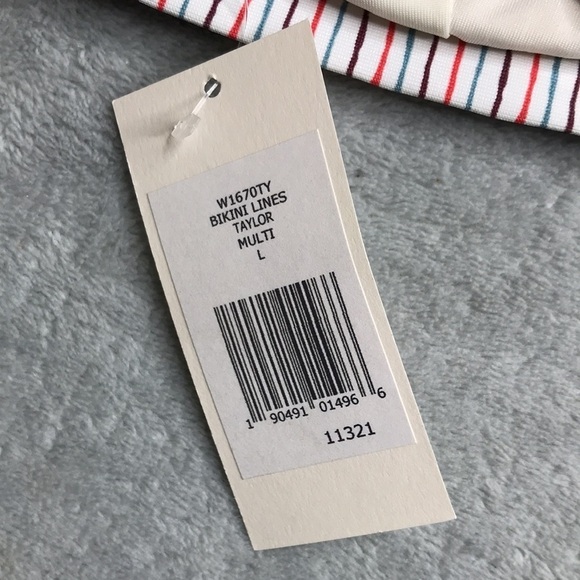 W1670TY
BIKINI LINES
TAYLOR
MULTI
L
1 90491 01496 6
11321